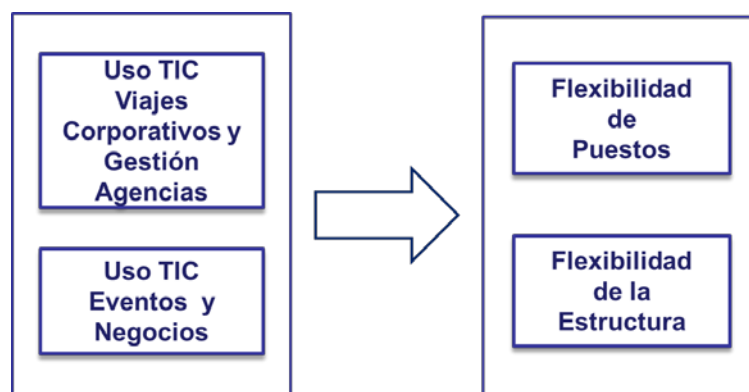 Uso TIC
Viajes
Corporativos y
Gestión
Agencias
Uso TIC
Eventos y
Negocios
Flexibilidad
de
Puestos
Flexibilidad
de la
Estructura